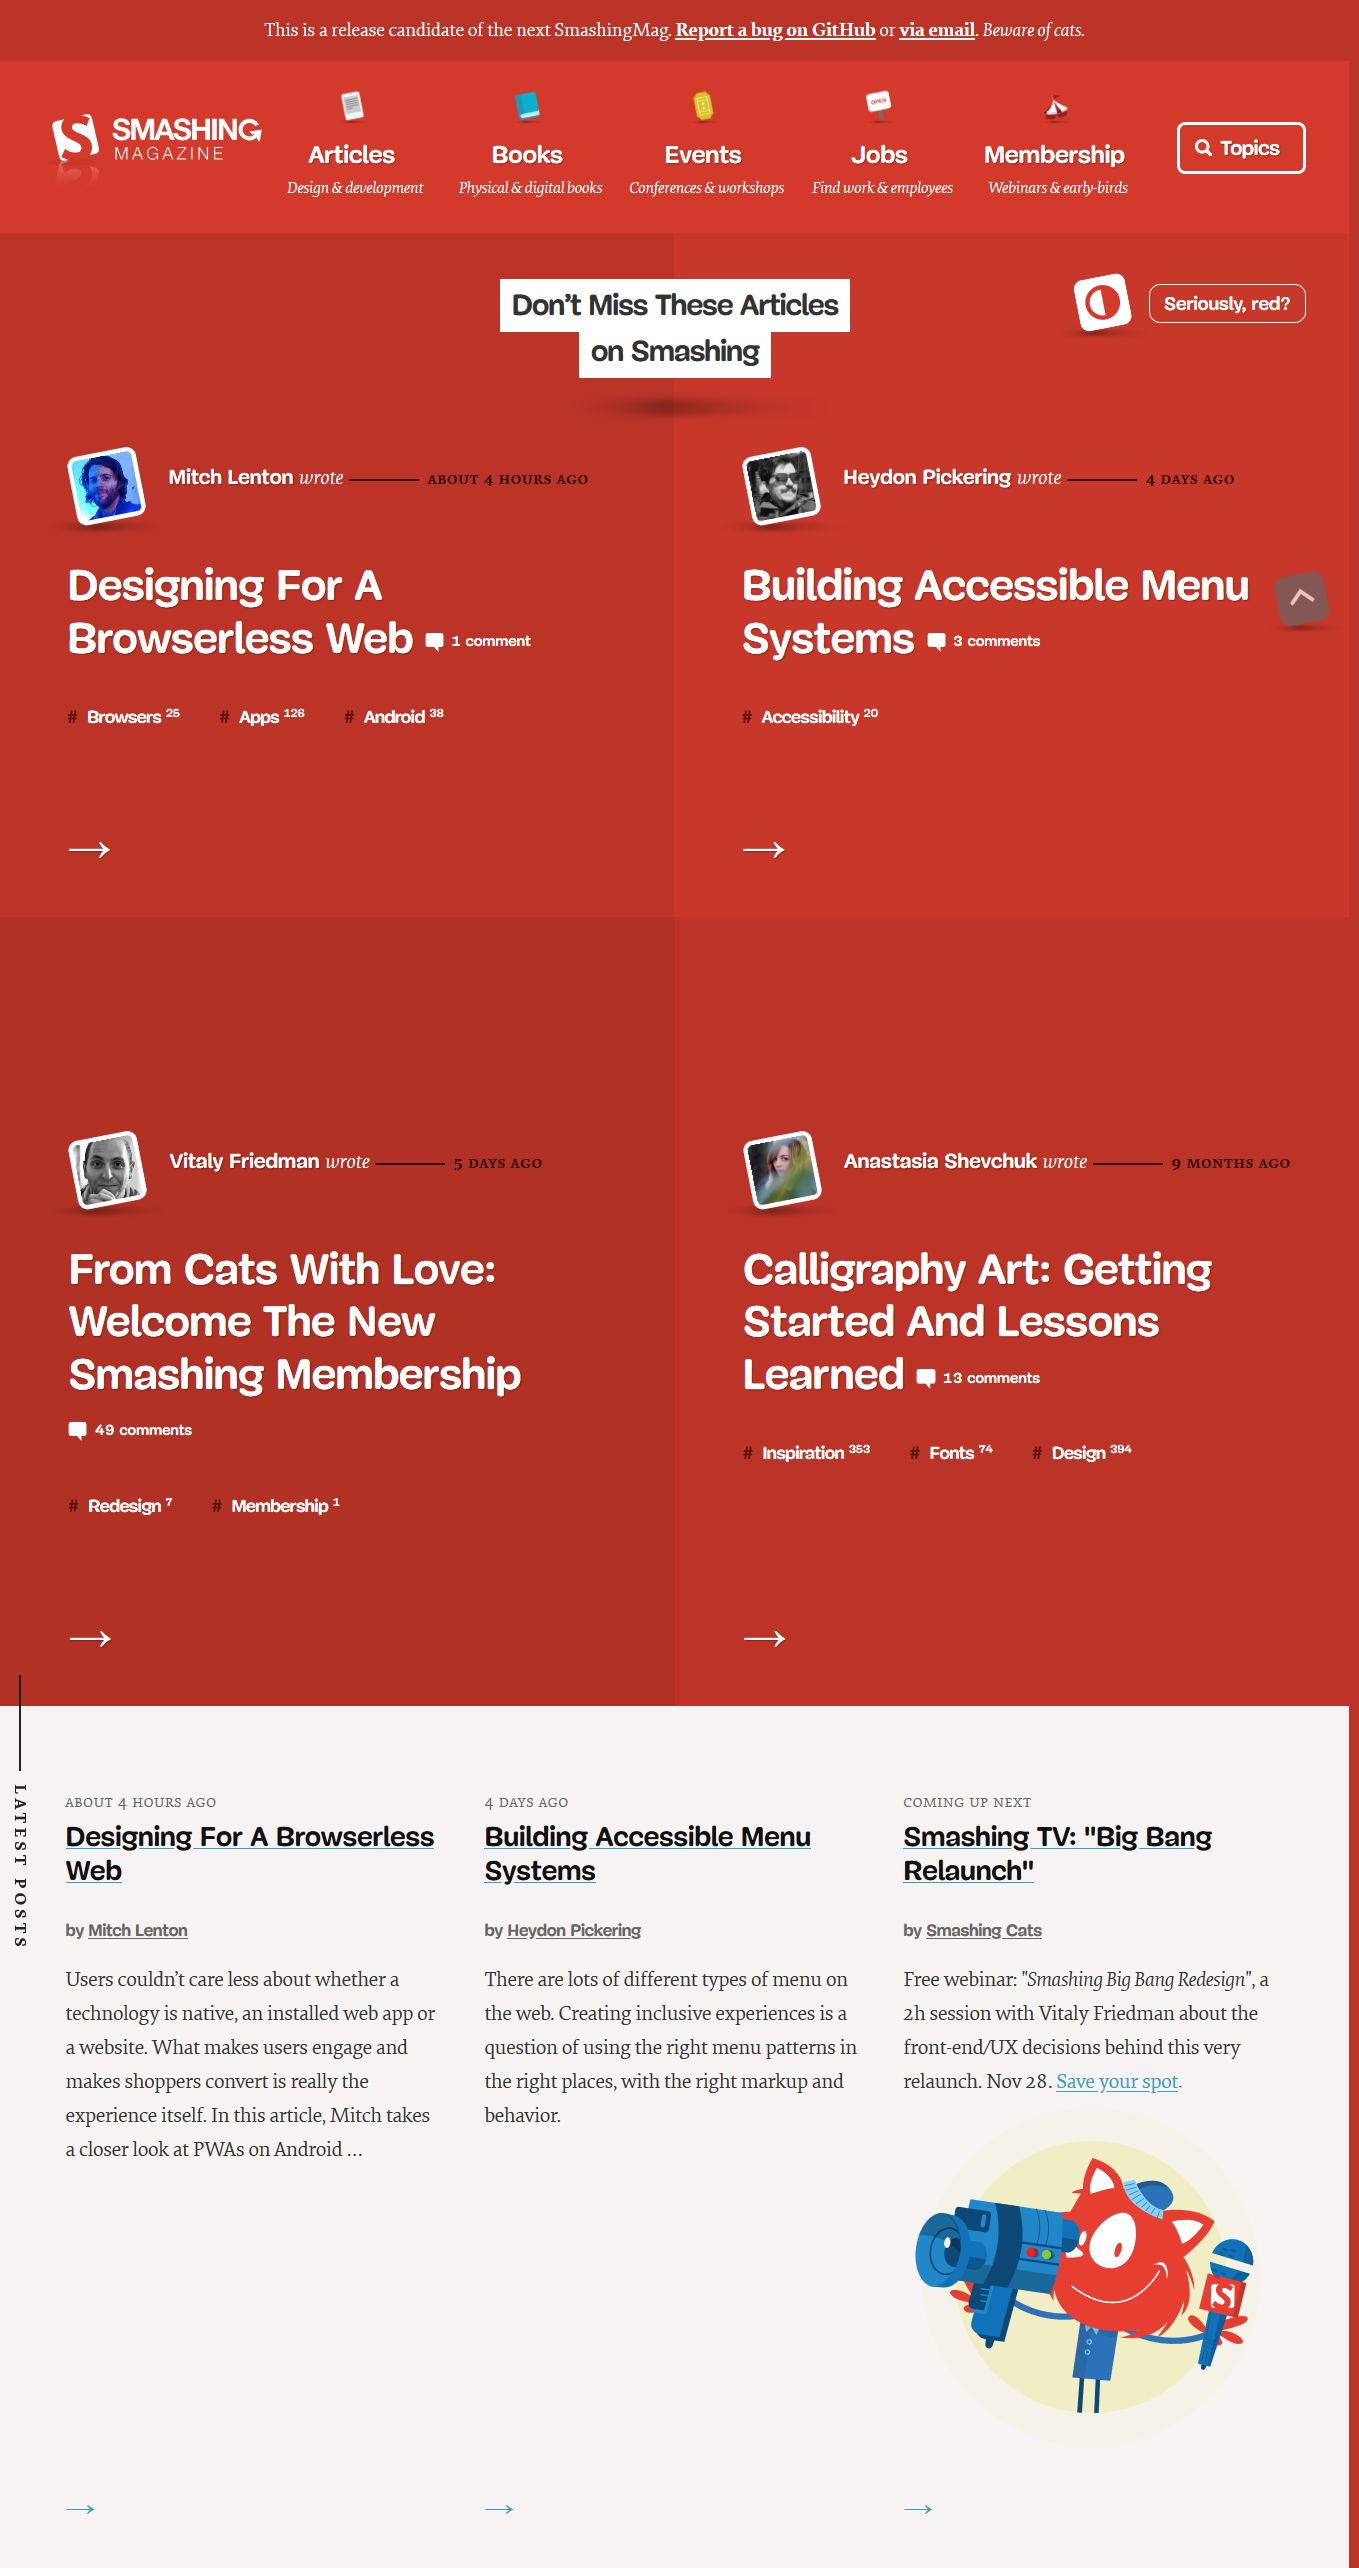 This is a release candidate of the next SmashingMag. Report a bug on GitHub or via email. Beware of cats.
SMASHING
MAGAZINE
Articles
Design & development
Books
Physical & digital books
Events
Conferences & workshops
OPEN
Jobs
Find work & employees
Membership
Webinars & early-birds
Topics
Don’t Miss These Articles
on Smashing
Seriously, red?
Mitch Lenton wrote ABOUT 4 HOURS AGO
Designing For A
Browserless Web 1 comment
# Browsers 25 # Apps 126 # Android 38
→
Heydon Pickering wrote 4 DAYS AGO
Building Accessible Menu
Systems 3 comments
# Accessibility 20
→
Vitaly Friedman wrote 5 DAYS AGO
From Cats With Love:
Welcome The New
Smashing Membership
49 comments
# Redesign 7 # Membership 1
→
Anastasia Shevchuk wrote 9 MONTHS AGO
Calligraphy Art: Getting
Started And Lessons
Learned 13 comments
# Inspiration 353 # Fonts 74 # Design 394
→
LATEST POSTS
ABOUT 4 HOURS AGO
Designing For A Browserless
Web
by Mitch Lenton
Users couldn’t care less about whether a
technology is native, an installed web app or
a website. What makes users engage and
makes shoppers convert is really the
experience itself. In this article, Mitch takes
a closer look at PWAs on Android …
→
4 DAYS AGO
Building Accessible Menu
Systems
by Heydon Pickering
There are lots of different types of menu on
the web. Creating inclusive experiences is a
question of using the right menu patterns in
the right places, with the right markup and
behavior.
→
COMING UP NEXT
Smashing TV: "Big Bang
Relaunch"
by Smashing Cats
Free webinar: "Smashing Big Bang Redesign", a
2h session with Vitaly Friedman about the
front-end/UX decisions behind this very
relaunch. Nov 28. Save your spot.
→